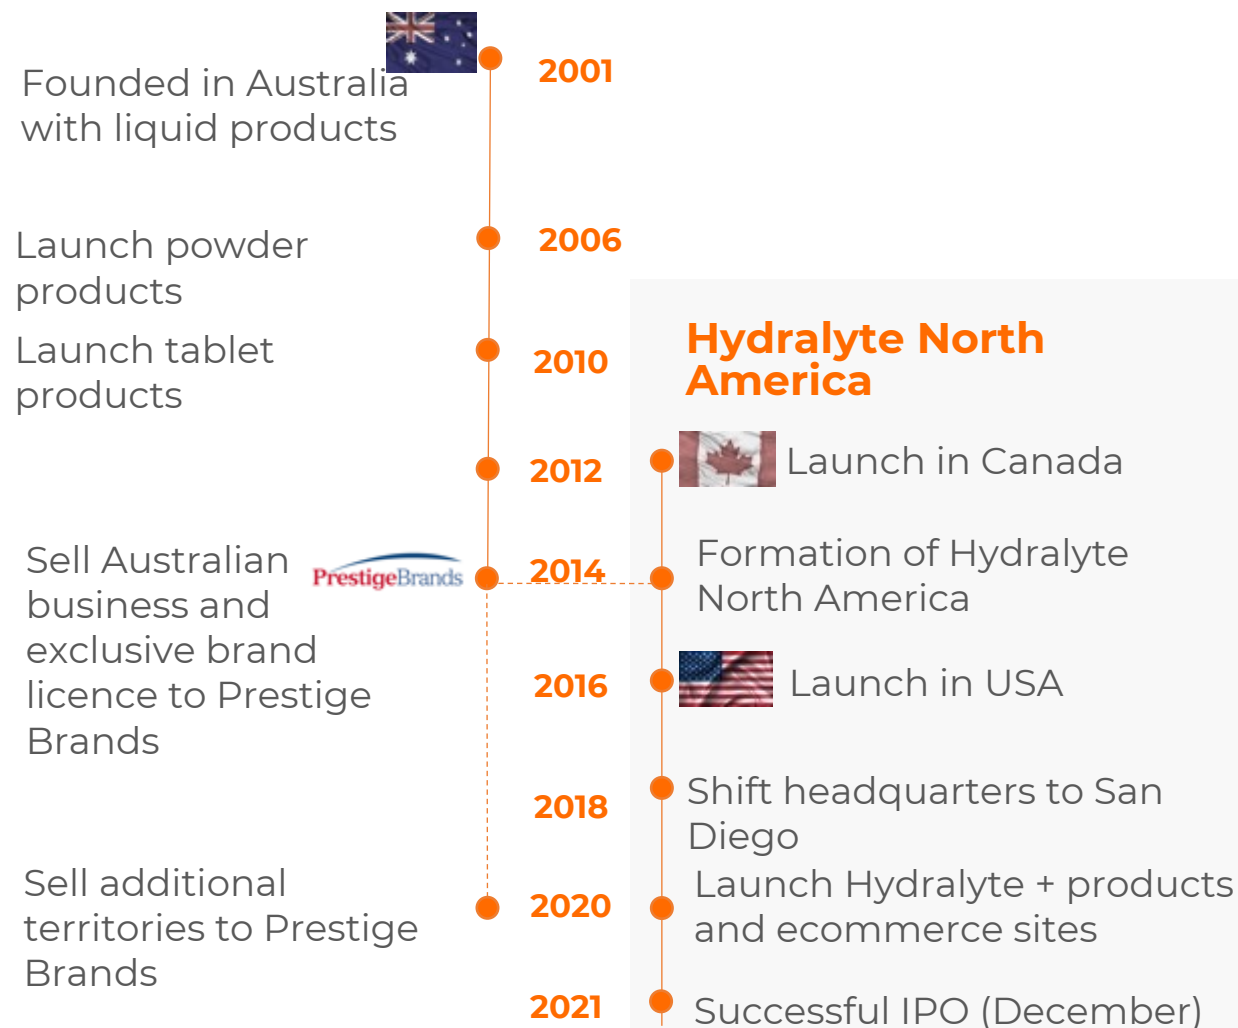 2001
Founded in Australia
with liquid products
2006
Launch powder
products
Launch tablet
products
2010
Hydralyte North
America
2012
Launch in Canada
Sell Australian
business and
exclusive brand
licence to Prestige
Brands
PrestigeBrands
2014
Formation of Hydralyte
North America
2016
Launch in USA
2018
Shift headquarters to San
Diego
Sell additional
territories to Prestige
Brands
2020
Launch Hydralyte + products
and ecommerce sites
2021
Successful IPO (December)